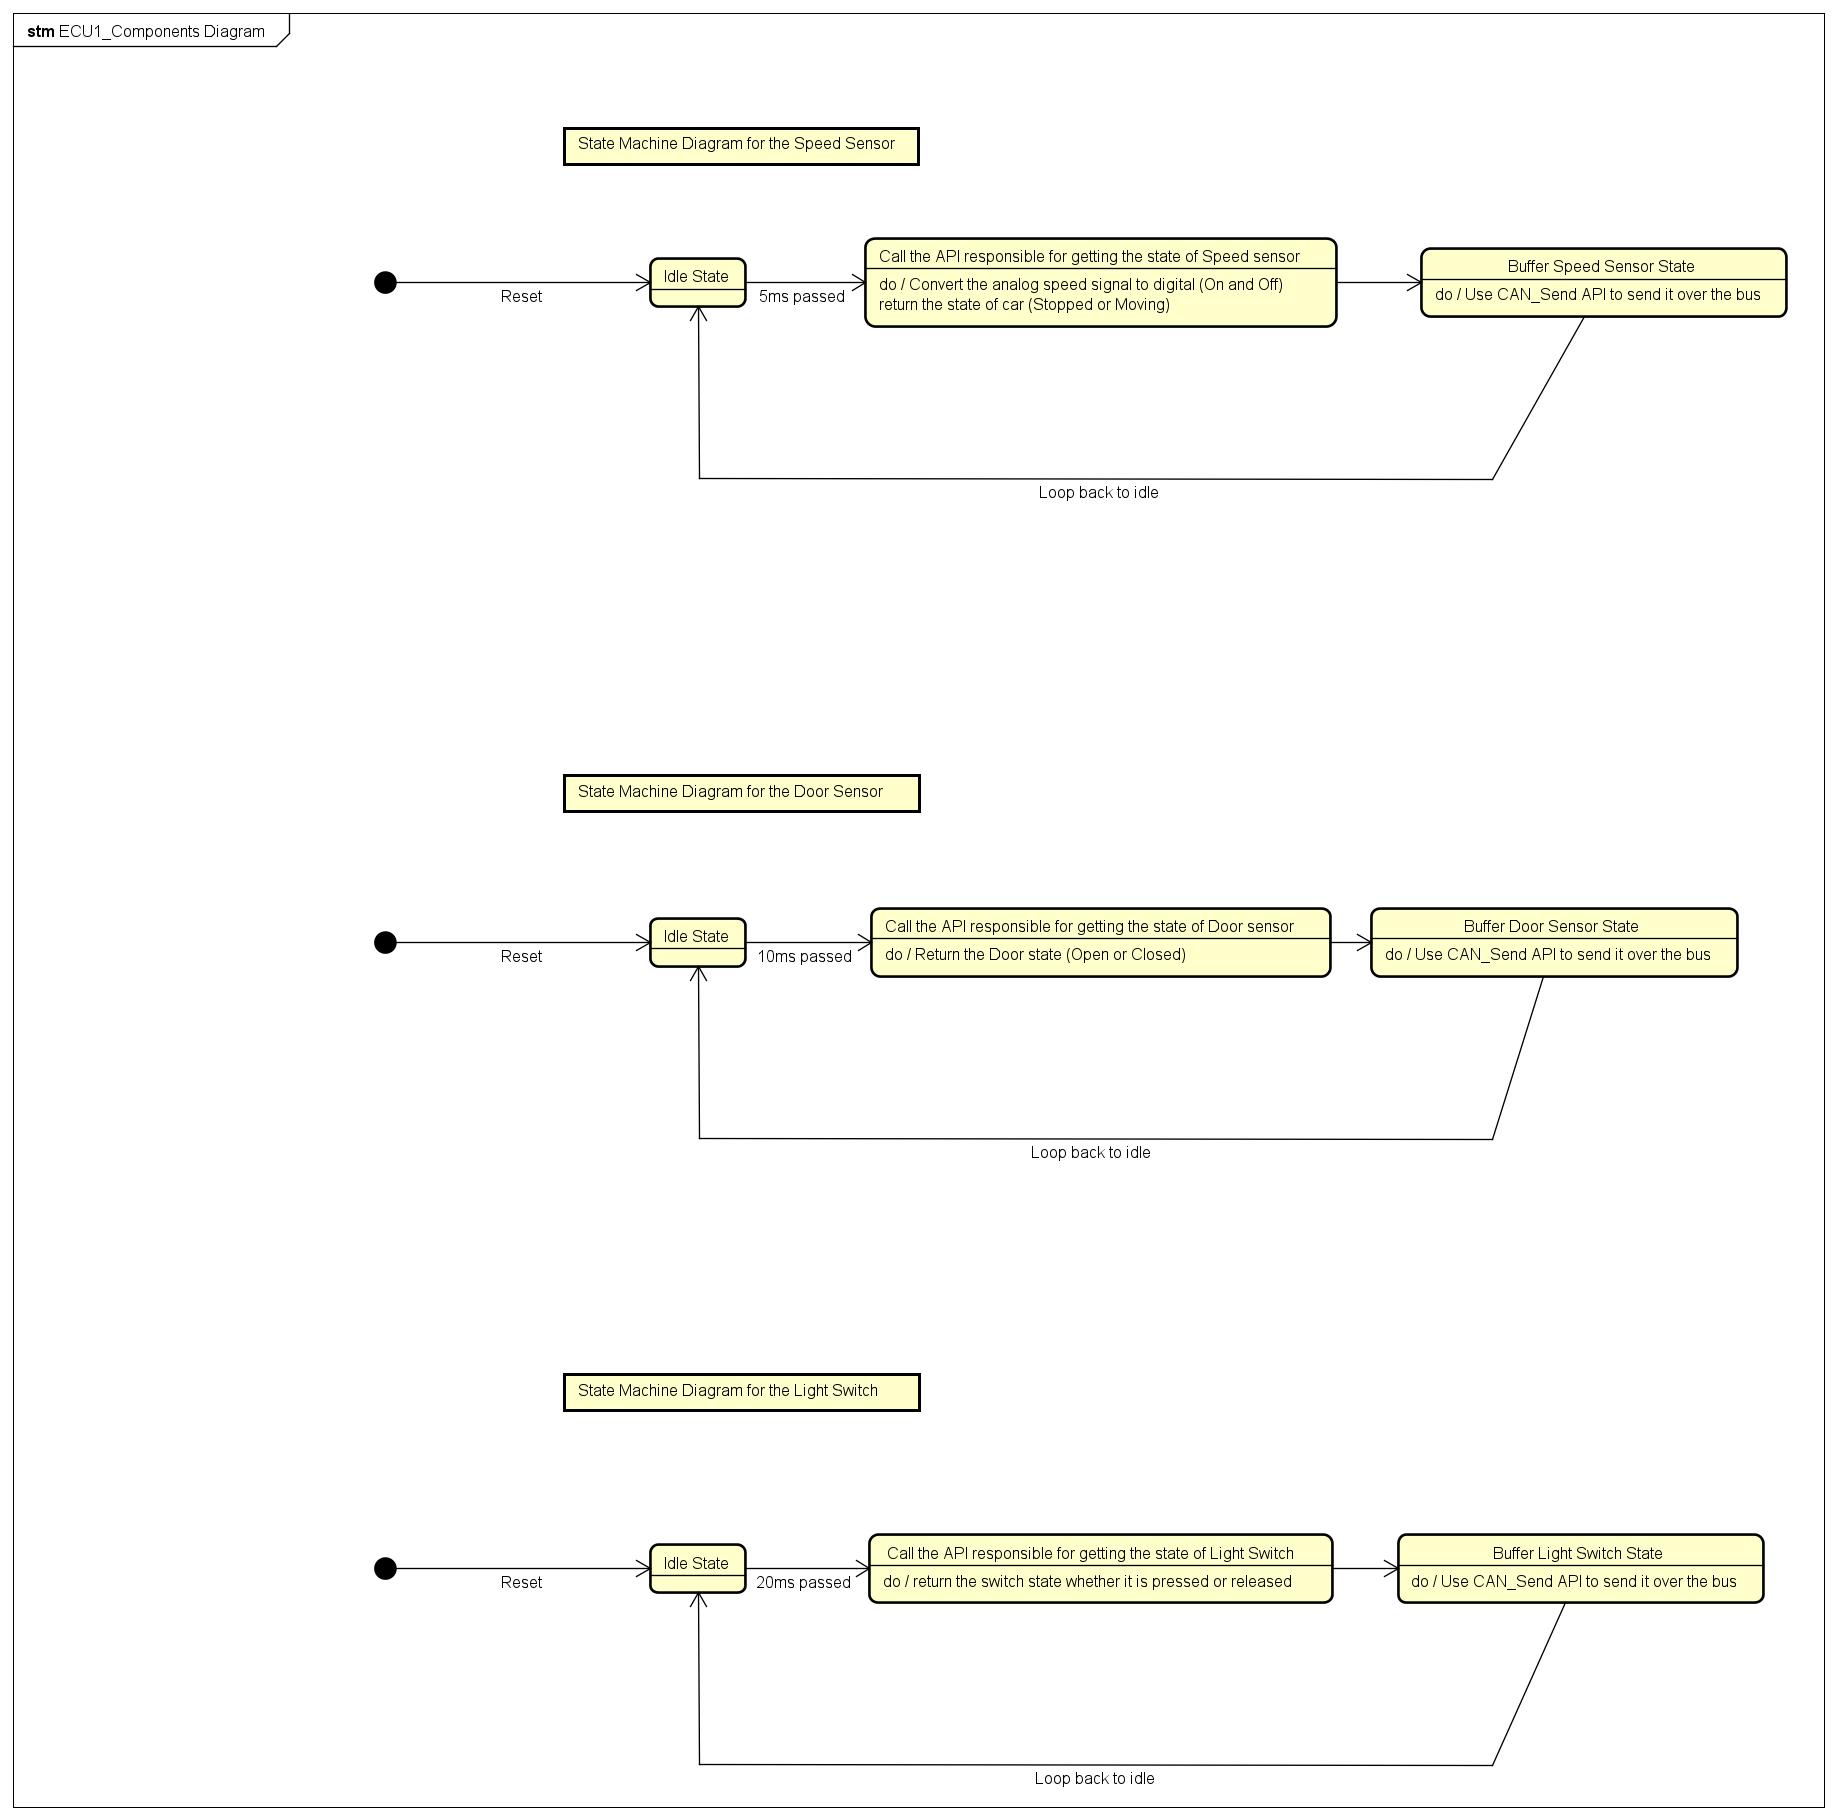 stm ECU1_Components Diagram
State Machine Diagram for the Speed Sensor
Idle State
Reset
5ms passed
Call the API responsible for getting the state of Speed sensor
do / Convert the analog speed signal to digital (On and Off)
return the state of car (Stopped or Moving)
Buffer Speed Sensor State
do / Use CAN_Send API to send it over the bus
Loop back to idle
State Machine Diagram for the Door Sensor
Idle State
Reset
10ms passed
Call the API responsible for getting the state of Door sensor
do / Return the Door state (Open or Closed)
Buffer Door Sensor State
do / Use CAN_Send API to send it over the bus
Loop back to idle
State Machine Diagram for the Light Switch
Idle State
Reset
20ms passed
Call the API responsible for getting the state of Light Switch
do / return the switch state whether it is pressed or released
Buffer Light Switch State
do / Use CAN_Send API to send it over the bus
Loop back to idle